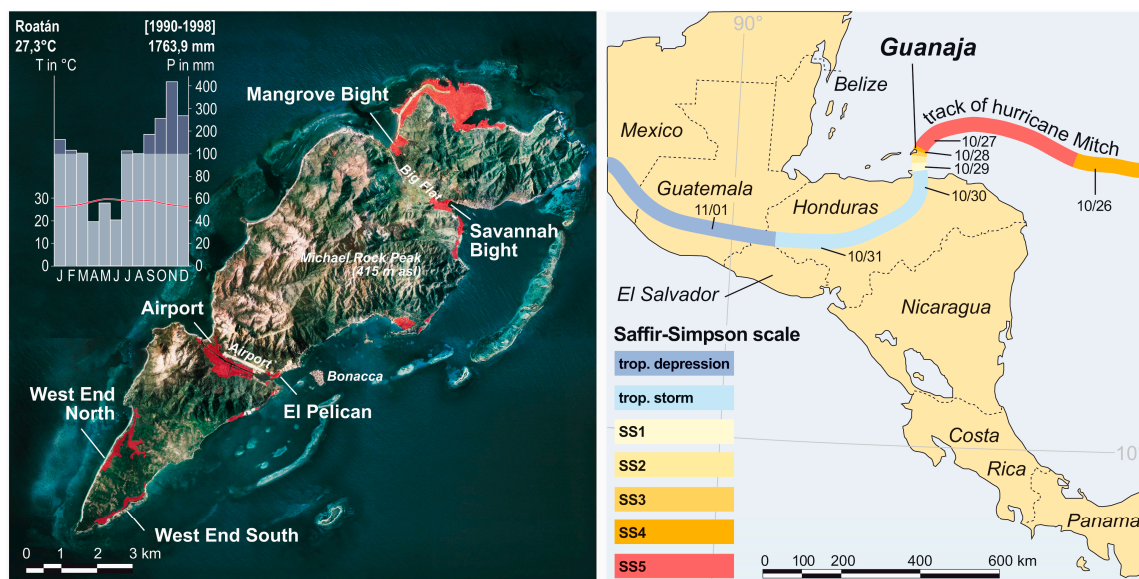 Roatán [1990-1998]
27,3°C 1763,9 mm
T in °C P in mm
400
300
200
100 100
80
30 60
20 40
10 20
0 0
J F M A M J J A S O N D
Mangrove Bight
Big Flat
Savannah
Bight
Michael Rock Peak
(415 m asl)
Airport
Airport
Bonacca
El Pelican
West End
North
West End South
0 1 2 3 km
90°
Guanaja
Belize
track of hurricane Mitch
Mexico
10/27
10/28
10/29
Guatemala
11/01
Honduras
10/30
10/26
10/31
El Salvador
Nicaragua
Saffir-Simpson scale
trop. depression
trop. storm
SS1
SS2
SS3
SS4
SS5
Costa
Rica
10
Panama
0 200 400 600 km